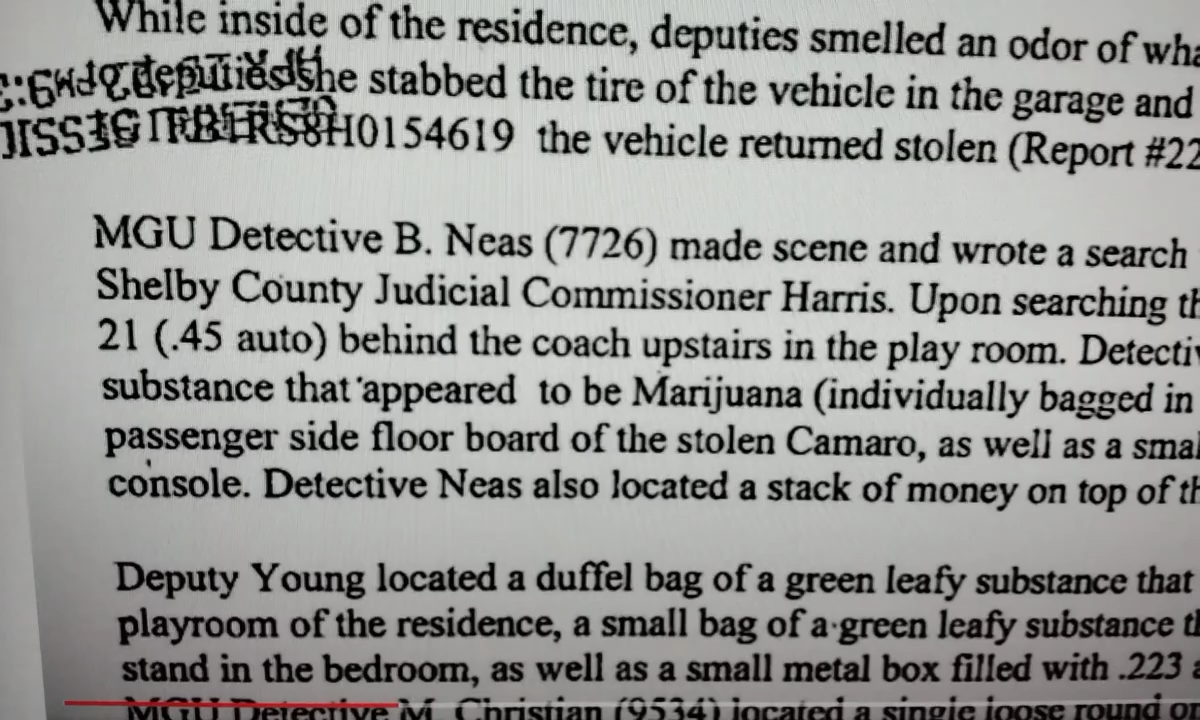 While inside of the residence, deputies smelled an odor of wha
deputies she stabbed the tire of the vehicle in the garage and
H0154619 the vehicle returned stolen (Report #22
MGU Detective B. Neas (7726) made scene and wrote a search
Shelby County Judicial Commissioner Harris. Upon searching th
21 (.45 auto) behind the coach upstairs in the play room. Detectiv
substance that appeared to be Marijuana (individually bagged in
passenger side floor board of the stolen Camaro, as well as a smal
console. Detective Neas also located a stack of money on top of th
Deputy Young located a duffel bag of a green leafy substance that
playroom of the residence, a small bag of a green leafy substance th
stand in the bedroom, as well as a small metal box filled with .223 a
MGU Detective M. Christian (9534) located a single loose round on